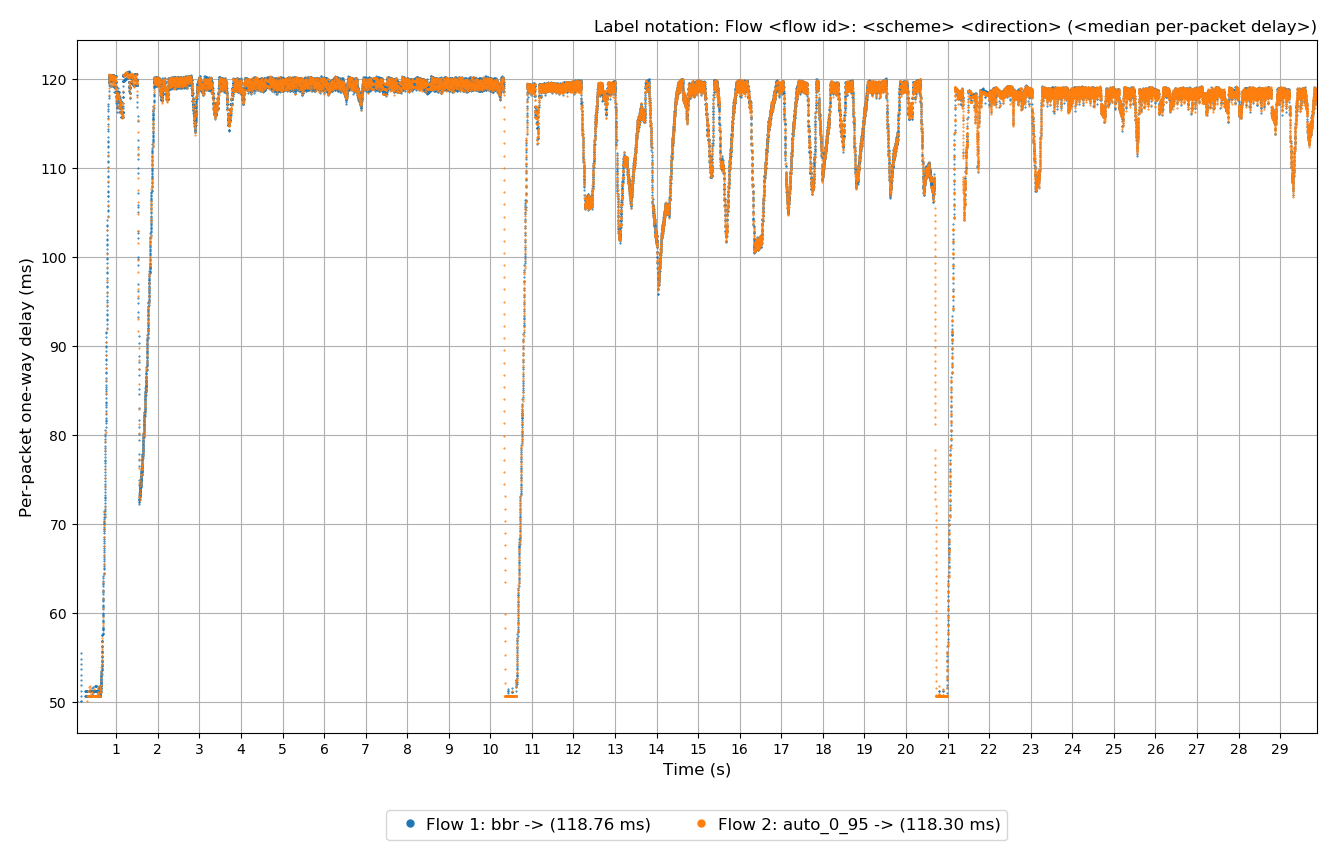 Label notation: Flow <flow id>: <scheme> <direction> (<median per-packet delay>)
120
110
100
90
80
70
60
50
Per-packet one-way delay (ms)
1 2 3 4 5 6 7 8 9 10 11 12 13 14 15 16 17 18 19 20 21 22 23 24 25 26 27 28 29
Time (s)
Flow 1: bbr -> (118.76 ms) Flow 2: auto_0_95 -> (118.30 ms)